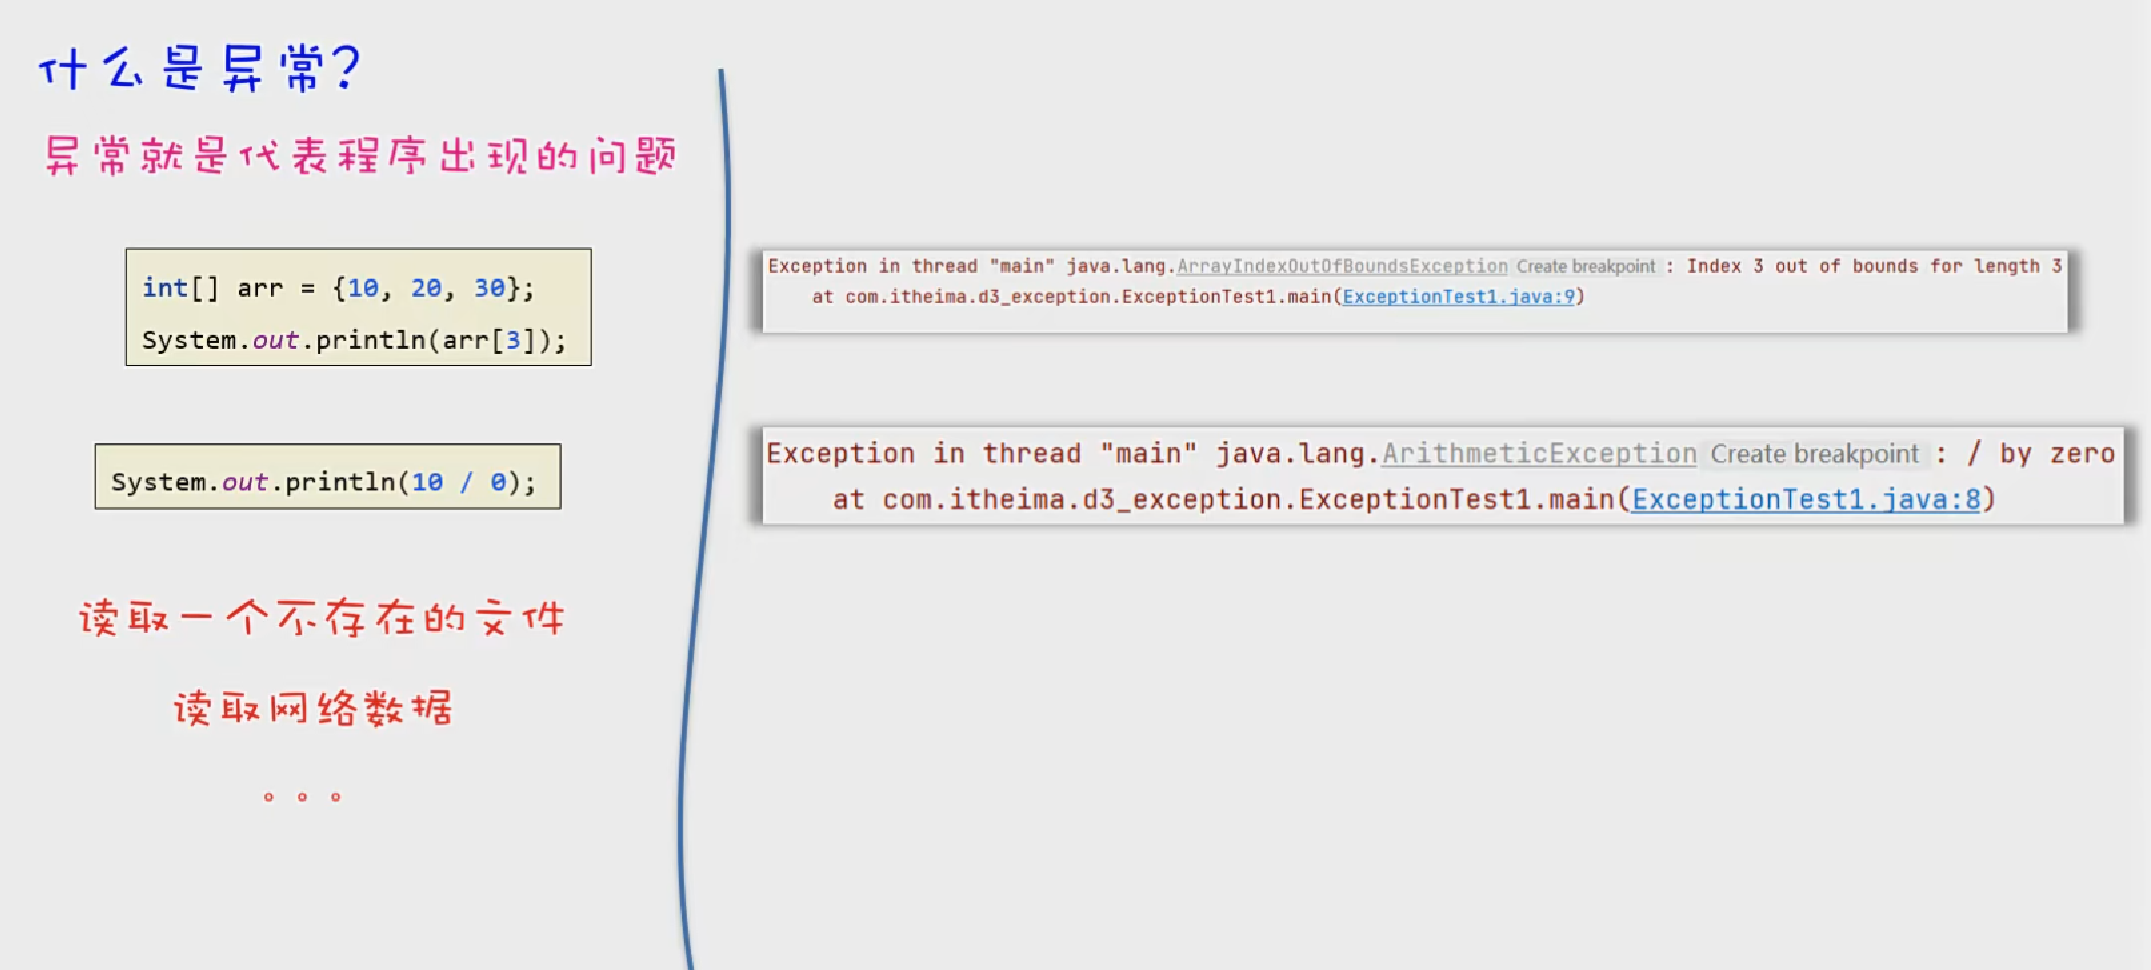 什么是异常?
异常就是代表程序出现的问题
int[] arr = {10, 20, 30};
System.out.println(arr[3]);
System.out.println(10 / 0);
读取一个不存在的文件
读取网络数据
。。。
Exception in thread "main" java.lang.ArrayIndexOutOfBoundsException Create breakpoint : Index 3 out of bounds for length 3
at com.itheima.d3_exception.ExceptionTest1.main(ExceptionTest1.java:9)
Exception in thread "main" java.lang.ArithmeticException Create breakpoint : / by zero
at com.itheima.d3_exception.ExceptionTest1.main(ExceptionTest1.java:8)